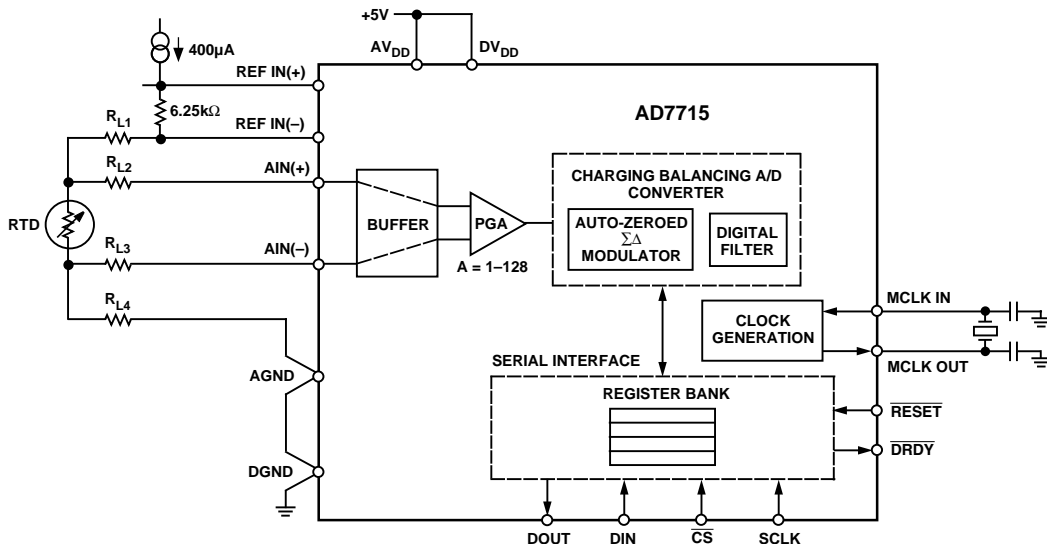 +5V
AVDD
DVDD
400µA
REF IN(+)
6.25kΩ
AD7715
RL1
REF IN(–)
RL2
AIN(+)
CHARGING BALANCING A/D
CONVERTER
RTD
BUFFER
PGA
AUTO-ZEROED
ΣΔ
MODULATOR
DIGITAL
FILTER
RL3
AIN(–)
A = 1–128
RL4
MCLK IN
CLOCK
GENERATION
SERIAL INTERFACE
MCLK OUT
AGND
REGISTER BANK
RESET
DRDY
DGND
DOUT
DIN
CS
SCLK